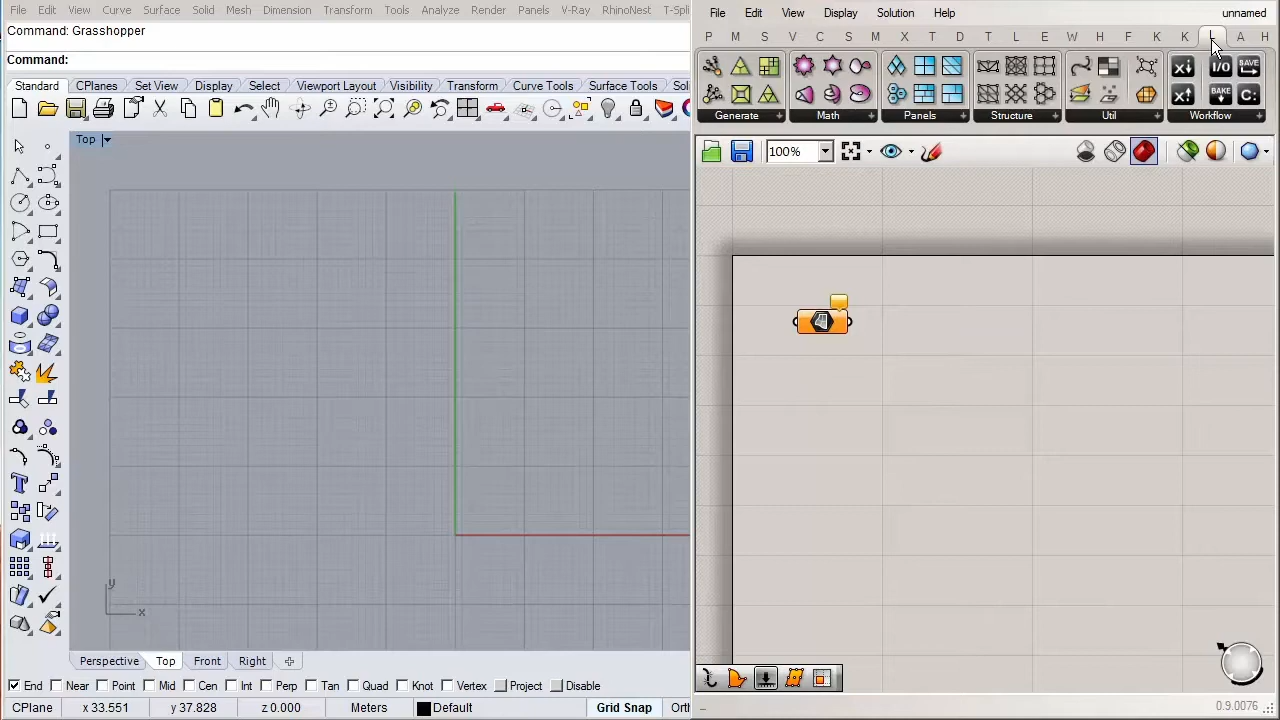 File Edit View Curve Surface Solid Mesh Dimension Transform Tools Analyze Render Panels V-Ray RhinoNest T-Spli
Command: Grasshopper
Command:
Standard CPlanes Set View Display Select Viewport Layout Visibility Transform Curve Tools Surface Tools Sol
Top
y
x
Perspective Top Front Right
End Near Point Mid Cen Int Perp Tan Quad Knot Vertex Project Disable
CPlane x 33.551 y 37.828 z 0.000 Meters Default Grid Snap Ort
File Edit View Display Solution Help unnamed
P M S V C S M X T D T L E W H F K K L A H
I/O SAVE
BAKE C:
Generate Math Panels Structure Util Workflow
100%
0.9.0076